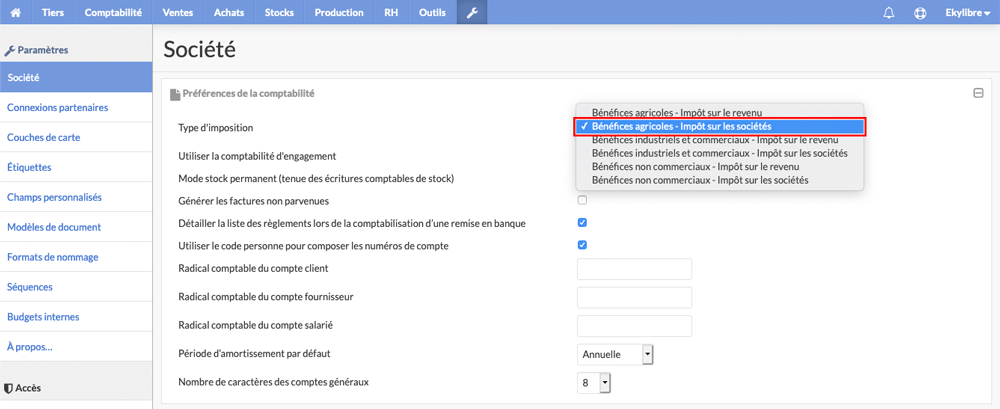 Tiers Comptabilité Ventes Achats Stocks Production RH Outils Ekylibre
Paramètres
Société
Connexions partenaires
Couches de carte
Étiquettes
Champs personnalisés
Modèles de document
Formats de nommage
Séquences
Budgets internes
À propos...
Accès
Société
Préférences de la comptabilité
Type d'imposition
Bénéfices agricoles - Impôt sur le revenu
✓ Bénéfices agricoles - Impôt sur les sociétés
Bénéfices industriels et commerciaux - Impôt sur le revenu
Bénéfices industriels et commerciaux - Impôt sur les sociétés
Bénéfices non commerciaux - Impôt sur le revenu
Bénéfices non commerciaux - Impôt sur les sociétés
Utiliser la comptabilité d'engagement
Mode stock permanent (tenue des écritures comptables de stock)
Générer les factures non parvenues
Détailler la liste des règlements lors de la comptabilisation d'une remise en banque
Utiliser le code personne pour composer les numéros de compte
Radical comptable du compte client
Radical comptable du compte fournisseur
Radical comptable du compte salarié
Période d'amortissement par défaut Annuelle
Nombre de caractères des comptes généraux 8